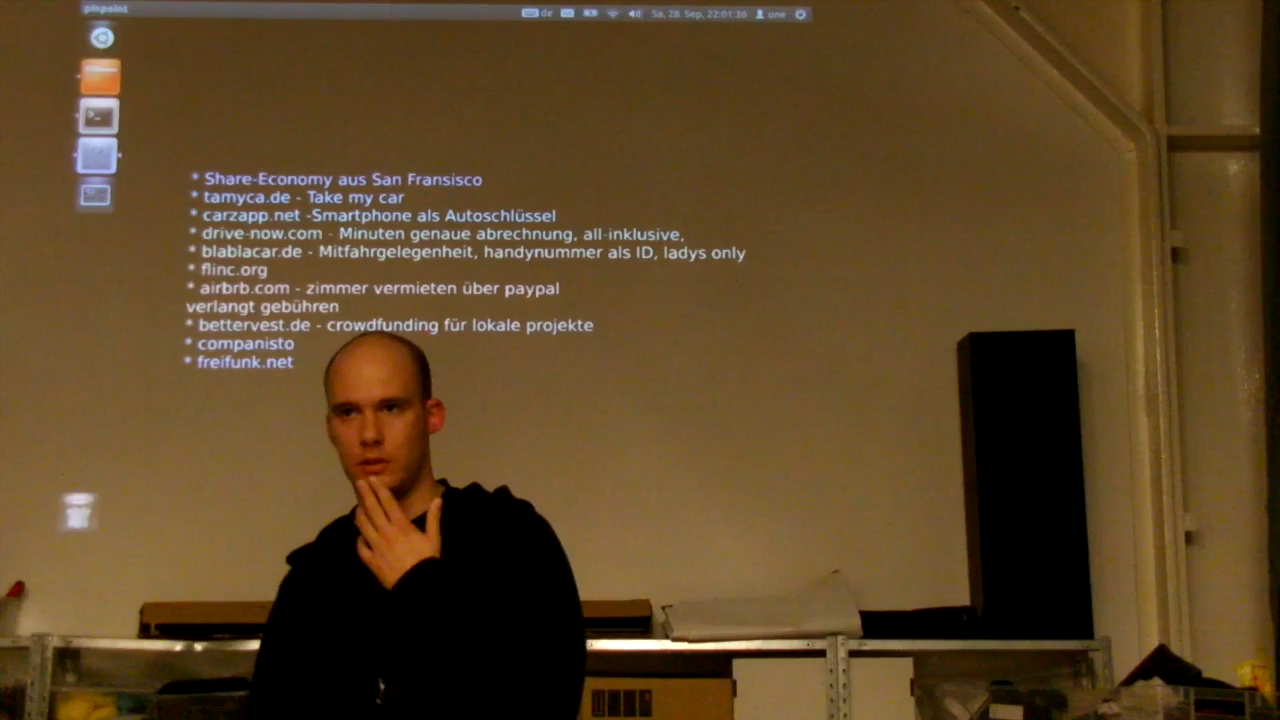 pinpoint
de
Sa, 28. Sep, 22:01:36
one
* Share-Economy aus San Fransisco
* tamyca.de - Take my car
* carzapp.net -Smartphone als Autoschlüssel
* drive-now.com - Minuten genaue abrechnung, all-inklusive,
* blablacar.de - Mitfahrgelegenheit, handynummer als ID, ladys only
* flinc.org
* airbrb.com - zimmer vermieten über paypal
verlangt gebühren
* bettervest.de - crowdfunding für lokale projekte
* companisto
* freifunk.net